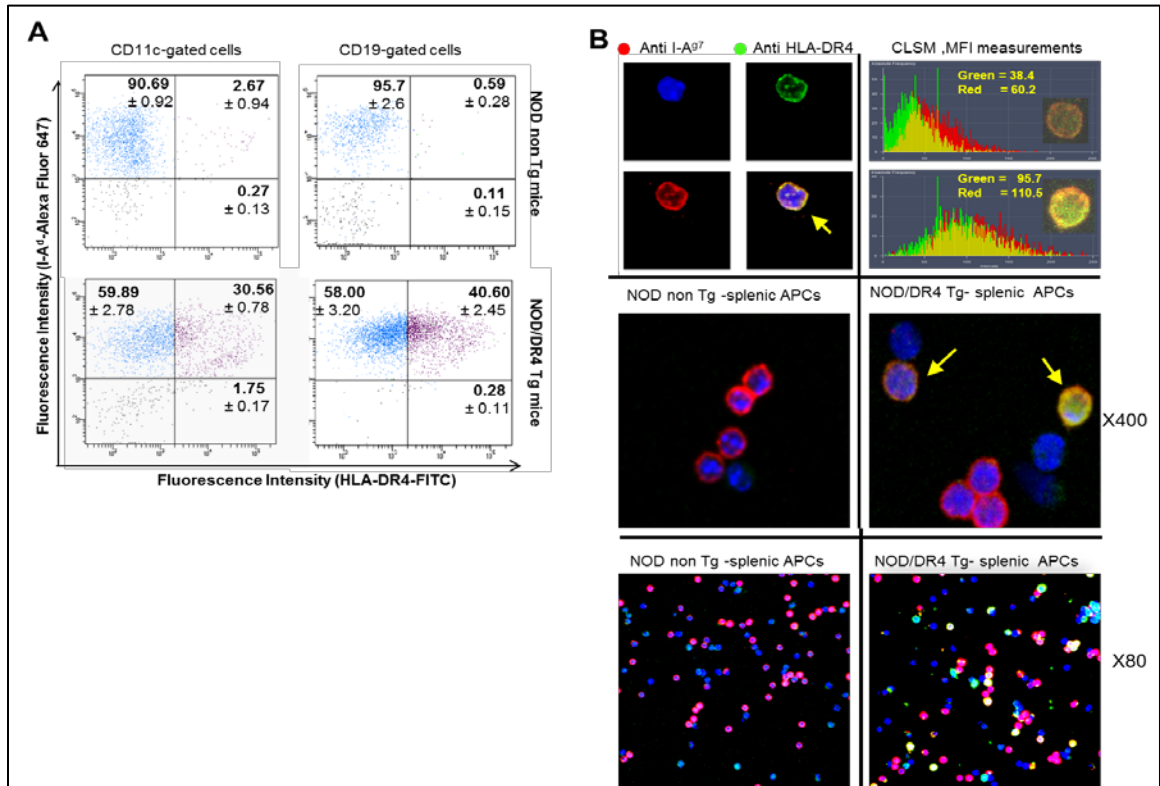 A
CD11c-gated cells
CD19-gated cells
Fluorescence Intensity (I-Aᵈ-Alexa Fluor 647)
90.69
± 0.92
2.67
± 0.94
0.27
± 0.13
95.7
± 2.6
0.59
± 0.28
0.11
± 0.15
NOD non Tg mice
59.89
± 2.78
30.56
± 0.78
1.75
± 0.17
58.00
± 3.20
40.60
± 2.45
0.28
± 0.11
NOD/DR4 Tg mice
Fluorescence Intensity (HLA-DR4-FITC)
B
Anti I-Aᵍ⁷
Anti HLA-DR4
CLSM ,MFI measurements
Green = 38.4
Red = 60.2
Green = 95.7
Red = 110.5
NOD non Tg -splenic APCs
NOD/DR4 Tg- splenic APCs
X400
NOD non Tg -splenic APCs
NOD/DR4 Tg- splenic APCs
X80